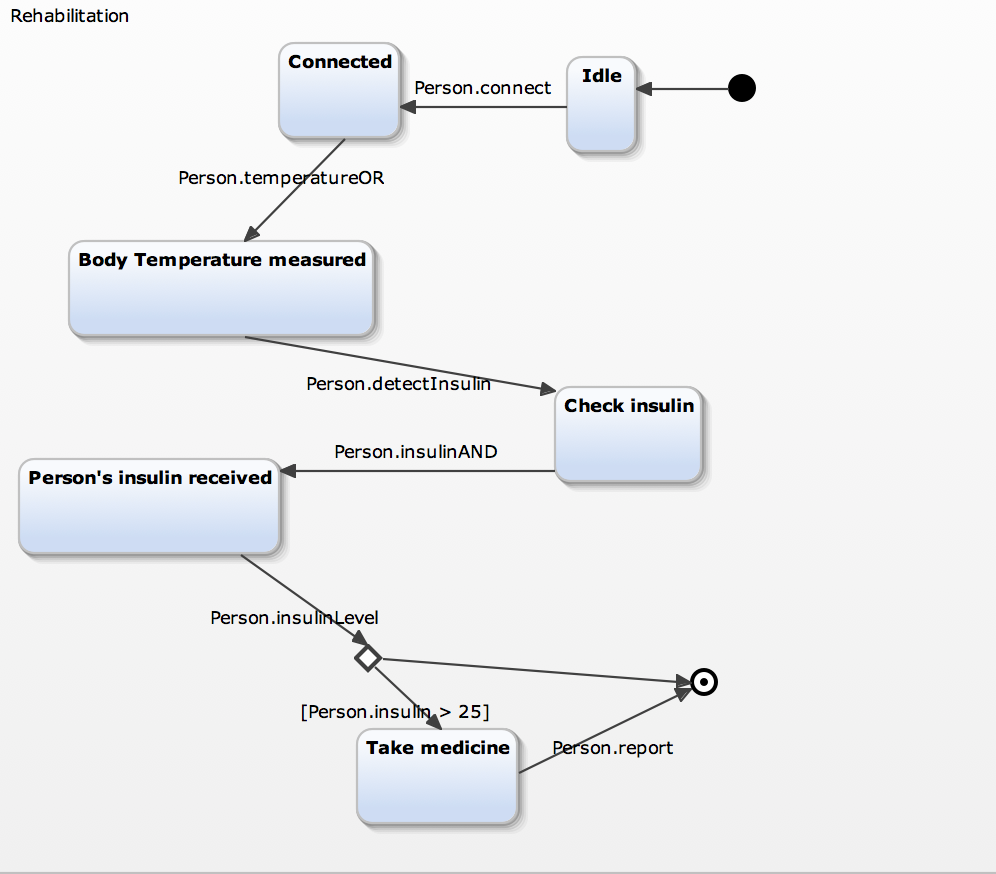 Rehabilitation
Connected
Idle
Person.connect
Person.temperatureOR
Body Temperature measured
Person.detectInsulin
Check insulin
Person.insulinAND
Person's insulin received
Person.insulinLevel
[Person.insulin > 25]
Take medicine
Person.report